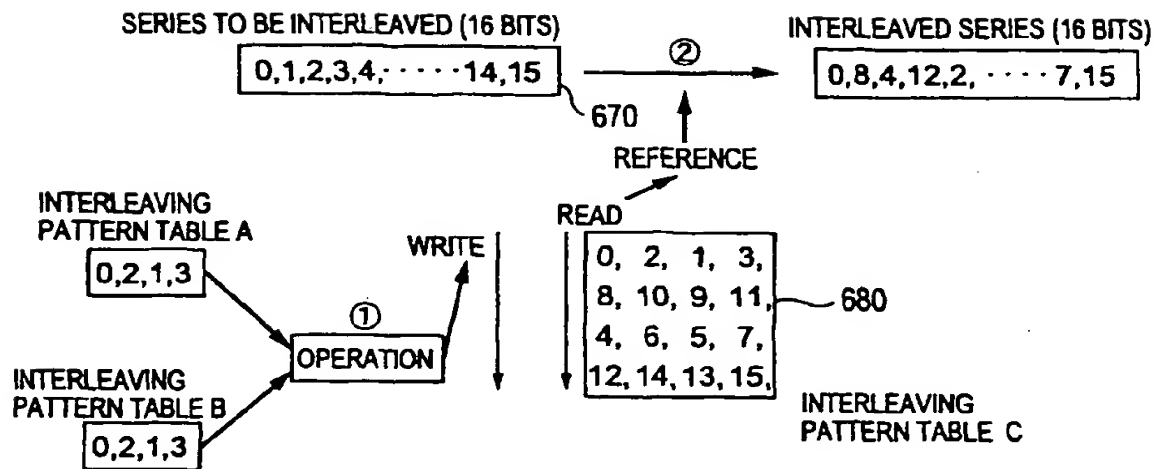 SERIES TO BE INTERLEAVED (16 BITS)
0,1,2,3,4,·····14,15
670
②
INTERLEAVED SERIES (16 BITS)
0,8,4,12,2, ····7,15
REFERENCE
INTERLEAVING
PATTERN TABLE A
0,2,1,3
WRITE
READ
①
OPERATION
0, 2, 1, 3,
8, 10, 9, 11,
4, 6, 5, 7,
12, 14, 13, 15,
680
INTERLEAVING
PATTERN TABLE B
0,2,1,3
INTERLEAVING
PATTERN TABLE C